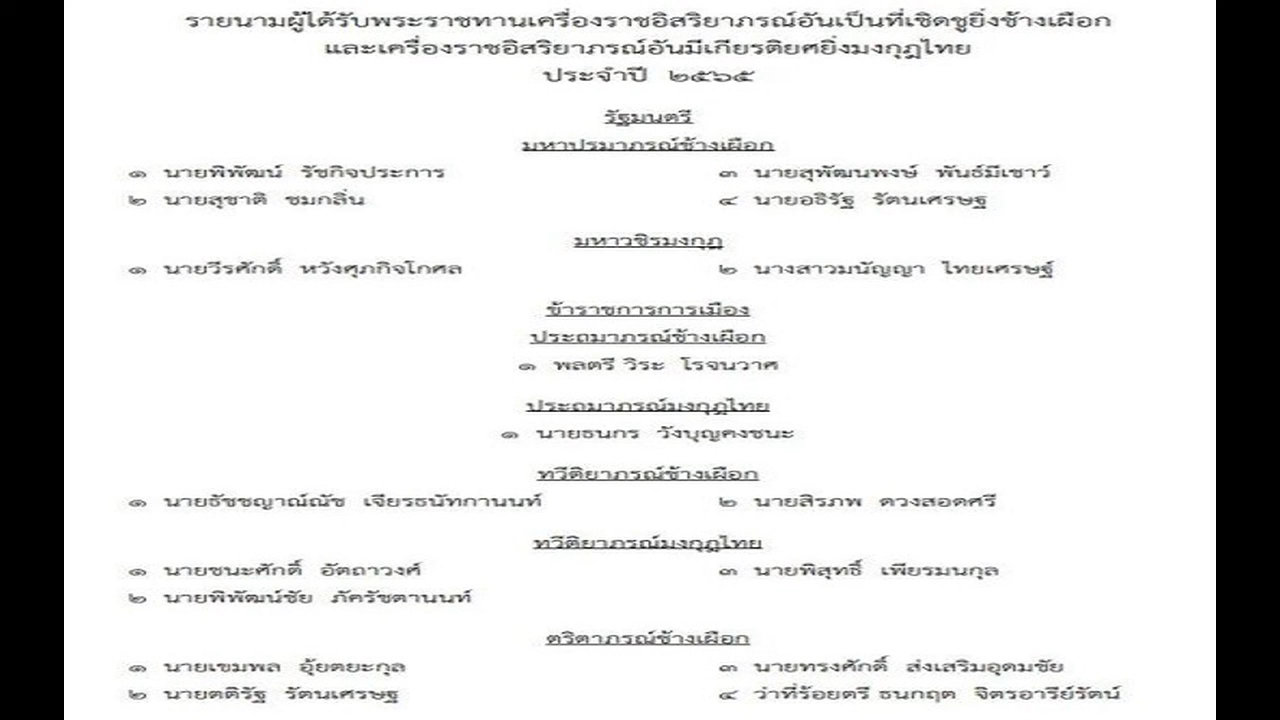 รายนามผู้ได้รับพระราชทานเครื่องราชอิสริยาภรณ์อันเป็นที่เชิดชูยิ่งช้างเผือก
และเครื่องราชอิสริยาภรณ์อันมีเกียรติยศยิ่งมงกุฎไทย
ประจำปี ๒๕๖๕
รัฐมนตรี
มหาปรมาภรณ์ช้างเผือก
๑ นายพิพัฒน์ รัชกิจประการ ๓ นายสุพัฒนพงษ์ พันธ์มีเชาว์
๒ นายสุชาติ ชมกลิ่น ๔ นายอธิรัฐ รัตนเศรษฐ
มหาวชิรมงกุฎ
๑ นายวีรศักดิ์ หวังศุภกิจโกศล ๒ นางสาวมนัญญา ไทยเศรษฐ์
ข้าราชการการเมือง
ประถมาภรณ์ช้างเผือก
๑ พลตรี วิระ โรจนวาศ
ประถมาภรณ์มงกุฎไทย
๑ นายธนกร วังบุญคงชนะ
ทวีติยาภรณ์ช้างเผือก
๑ นายธัชชญาณ์ณัช เจียรธนัทกานนท์ ๒ นายสิรภพ ดวงสอดศรี
ทวีติยาภรณ์มงกุฎไทย
๑ นายชนะศักดิ์ อัตถาวงศ์ ๓ นายพิสุทธิ์ เพียรมนกุล
๒ นายพิพัฒน์ชัย ภัครัชตานนท์
ตริตาภรณ์ช้างเผือก
๑ นายเขมพล อุ้ยตยะกุล ๓ นายทรงศักดิ์ ส่งเสริมอุดมชัย
๒ นายตติรัฐ รัตนเศรษฐ ๔ ว่าที่ร้อยตรี ธนกฤต จิตรอารีย์รัตน์